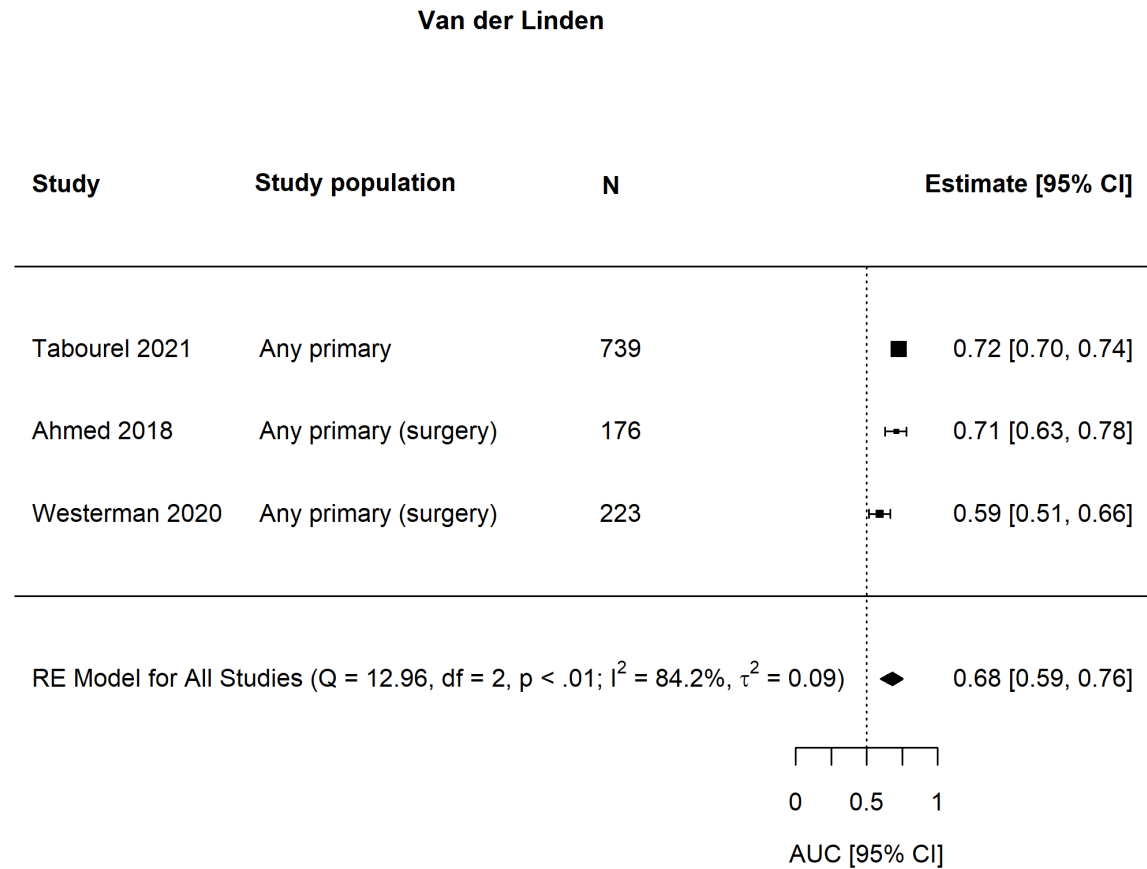 Van der Linden
Study Study population N Estimate [95% CI]
Tabourel 2021 Any primary 739 0.72 [0.70, 0.74]
Ahmed 2018 Any primary (surgery) 176 0.71 [0.63, 0.78]
Westerman 2020 Any primary (surgery) 223 0.59 [0.51, 0.66]
RE Model for All Studies (Q = 12.96, df = 2, p < .01; I² = 84.2%, τ² = 0.09) 0.68 [0.59, 0.76]
0 0.5 1
AUC [95% CI]